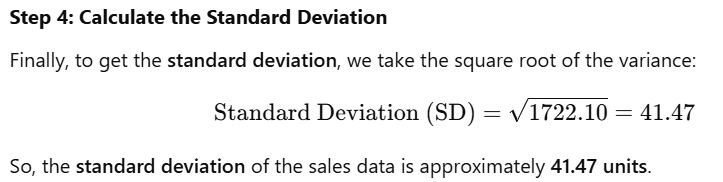 Step 4: Calculate the Standard Deviation
Finally, to get the standard deviation, we take the square root of the variance:
Standard Deviation (SD) = √1722.10 = 41.47
So, the standard deviation of the sales data is approximately 41.47 units.